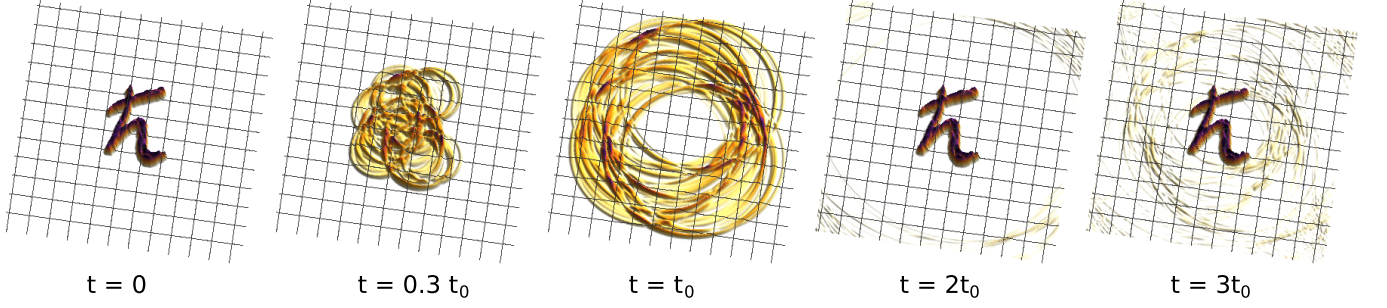 ħ ħ ħ
t = 0 t = 0.3 t₀ t = t₀ t = 2t₀ t = 3t₀